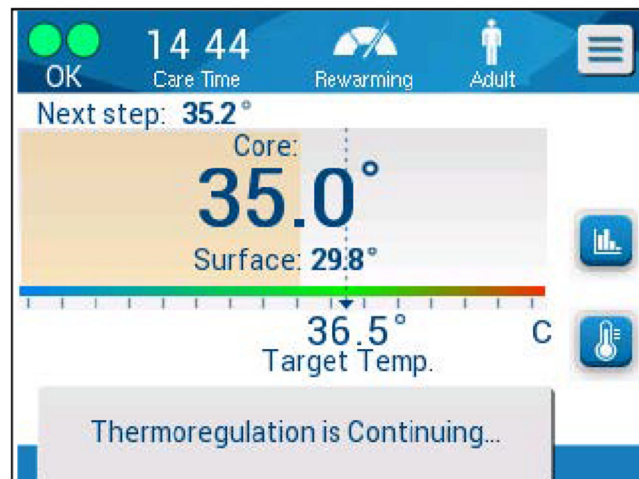 14 44
OK Care Time Rewarming Adult
Next step: 35.2°
Core:
35.0°
Surface: 29.8°
36.5° C
Target Temp.
Thermoregulation is Continuing...